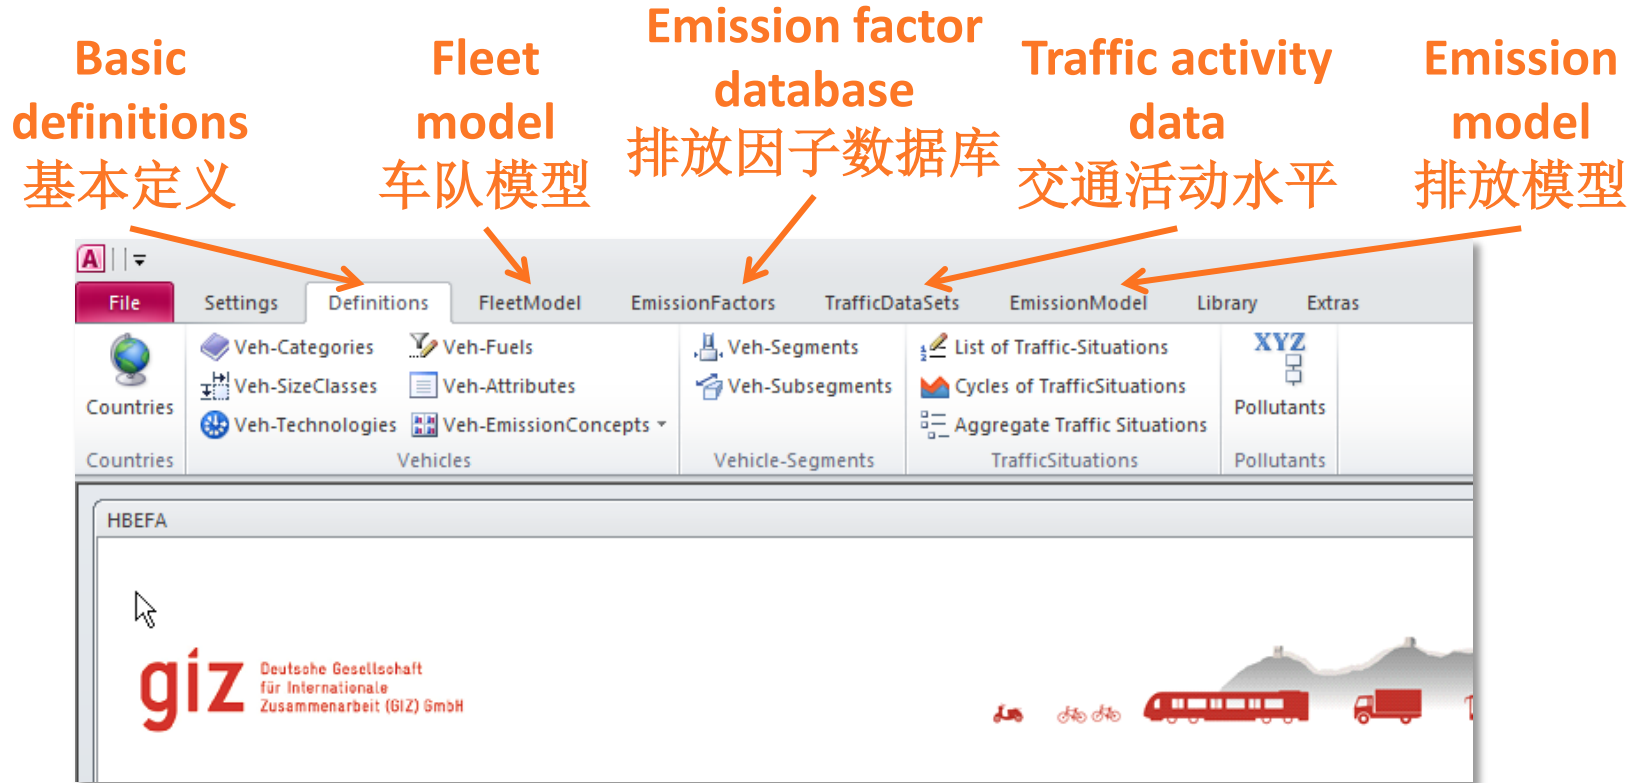 Basic
definitions
基本定义
Fleet
model
车队模型
Emission factor
database
排放因子数据库
Traffic activity
data
交通活动水平
Emission
model
排放模型
A
File Settings Definitions FleetModel EmissionFactors TrafficDataSets EmissionModel Library Extras
Countries
Countries
Veh-Categories
Veh-SizeClasses
Veh-Technologies
Veh-Fuels
Veh-Attributes
Veh-EmissionConcepts
Vehicles
Veh-Segments
Veh-Subsegments
Vehicle-Segments
List of Traffic-Situations
Cycles of TrafficSituations
Aggregate Traffic Situations
TrafficSituations
XYZ
Pollutants
Pollutants
HBEFA
giz
Deutsche Gesellschaft
für Internationale
Zusammenarbeit (GIZ) GmbH